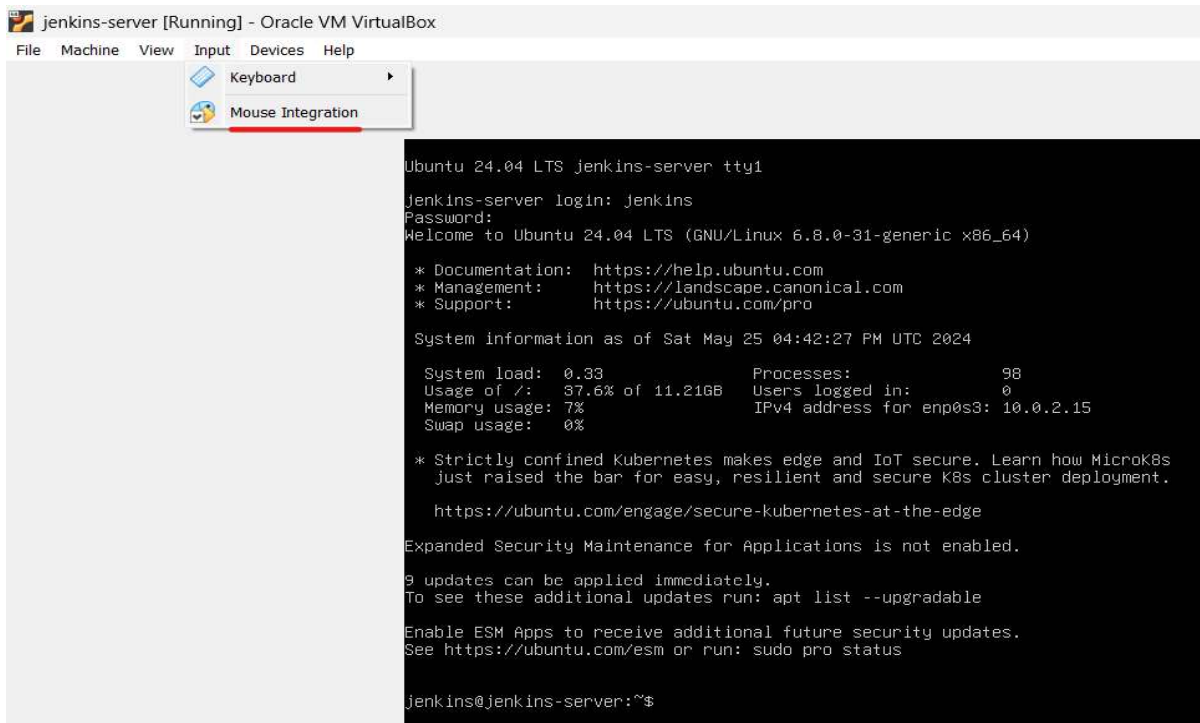 jenkins-server [Running] - Oracle VM VirtualBox
File Machine View Input Devices Help
Keyboard
Mouse Integration
Ubuntu 24.04 LTS jenkins-server tty1
jenkins-server login: jenkins
Password:
Welcome to Ubuntu 24.04 LTS (GNU/Linux 6.8.0-31-generic x86_64)
* Documentation: https://help.ubuntu.com
* Management: https://landscape.canonical.com
* Support: https://ubuntu.com/pro
System information as of Sat May 25 04:42:27 PM UTC 2024
System load: 0.33 Processes: 98
Usage of /: 37.6% of 11.21GB Users logged in: 0
Memory usage: 7% IPv4 address for enp0s3: 10.0.2.15
Swap usage: 0%
* Strictly confined Kubernetes makes edge and IoT secure. Learn how MicroK8s
just raised the bar for easy, resilient and secure K8s cluster deployment.
https://ubuntu.com/engage/secure-kubernetes-at-the-edge
Expanded Security Maintenance for Applications is not enabled.
9 updates can be applied immediately.
To see these additional updates run: apt list --upgradable
Enable ESM Apps to receive additional future security updates.
See https://ubuntu.com/esm or run: sudo pro status
jenkins@jenkins-server:~$